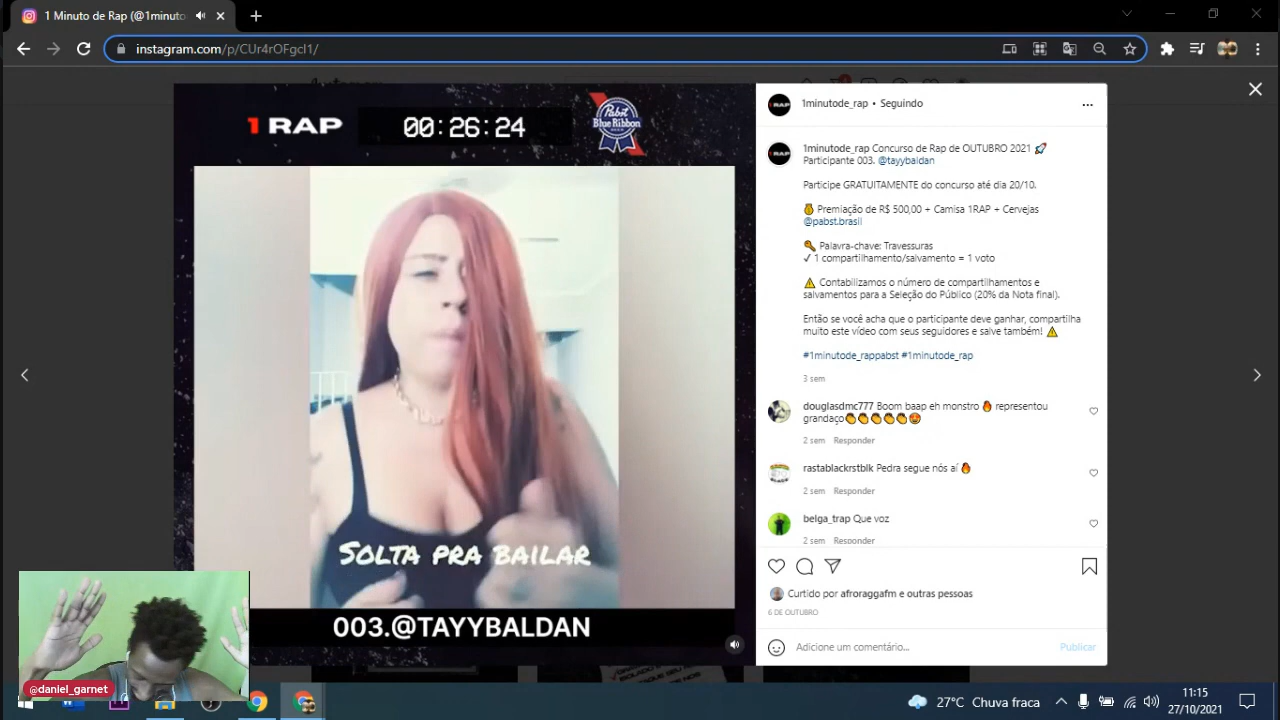 1 Minuto de Rap (@1minuto
instagram.com/p/CUr4rOFgcI1/
1 RAP
00:26:24
Pabst
Blue Ribbon
SOLTA PRA BAILAR
003.@TAYYBALDAN
@daniel_garnet
1minutode_rap • Seguindo
1minutode_rap Concurso de Rap de OUTUBRO 2021 🚀
Participante 003. @tayybaldan
Participe GRATUITAMENTE do concurso até dia 20/10.
🏅 Premiação de R$ 500,00 + Camisa 1RAP + Cervejas
@pabst.brasil
🔑 Palavra-chave: Travessuras
✓ 1 compartilhamento/salvamento = 1 voto
⚠️ Contabilizamos o número de compartilhamentos e
salvamentos para a Seleção do Público (20% da Nota final).
Então se você acha que o participante deve ganhar, compartilha
muito este vídeo com seus seguidores e salve também! ⚠️
#1minutode_rappabst #1minutode_rap
3 sem
douglasdmc777 Boom baap eh monstro 🔥 representou
grandaço👏👏👏👏👏🤩
2 sem Responder
rastablackrstblk Pedra segue nós aí 🔥
2 sem Responder
belga_trap Que voz
2 sem Responder
Curtido por afroraggafm e outras pessoas
6 DE OUTUBRO
Adicione um comentário...
Publicar
27°C Chuva fraca
11:15
27/10/2021